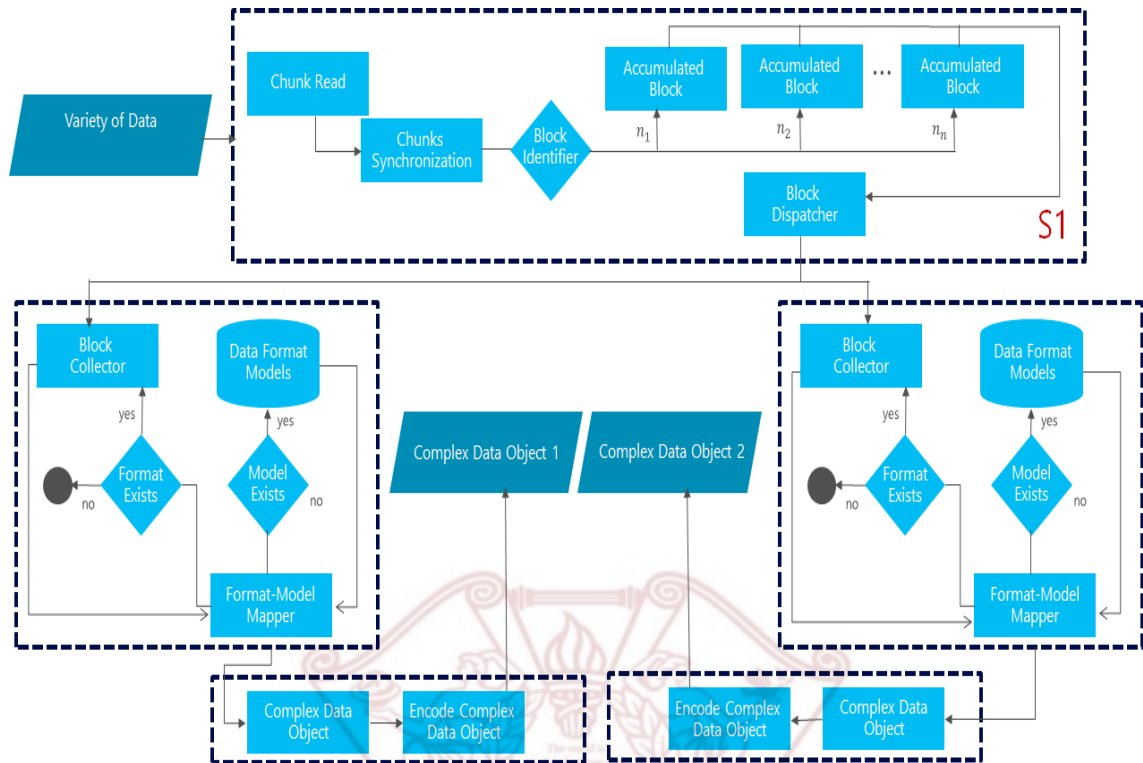 Variety of Data
Chunk Read
Chunks
Synchronization
Block
Identifier
Accumulated
Block
Accumulated
Block
...
Accumulated
Block
n₁
n₂
nₙ
Block
Dispatcher
S1
Block
Collector
Data Format
Models
yes
yes
Format
Exists
Model
Exists
no
no
Format-Model
Mapper
Complex Data Object 1
Complex Data Object 2
Block
Collector
Data Format
Models
yes
yes
Format
Exists
Model
Exists
no
no
Format-Model
Mapper
Complex Data
Object
Encode Complex
Data Object
Encode Complex
Data Object
Complex Data
Object
The world is